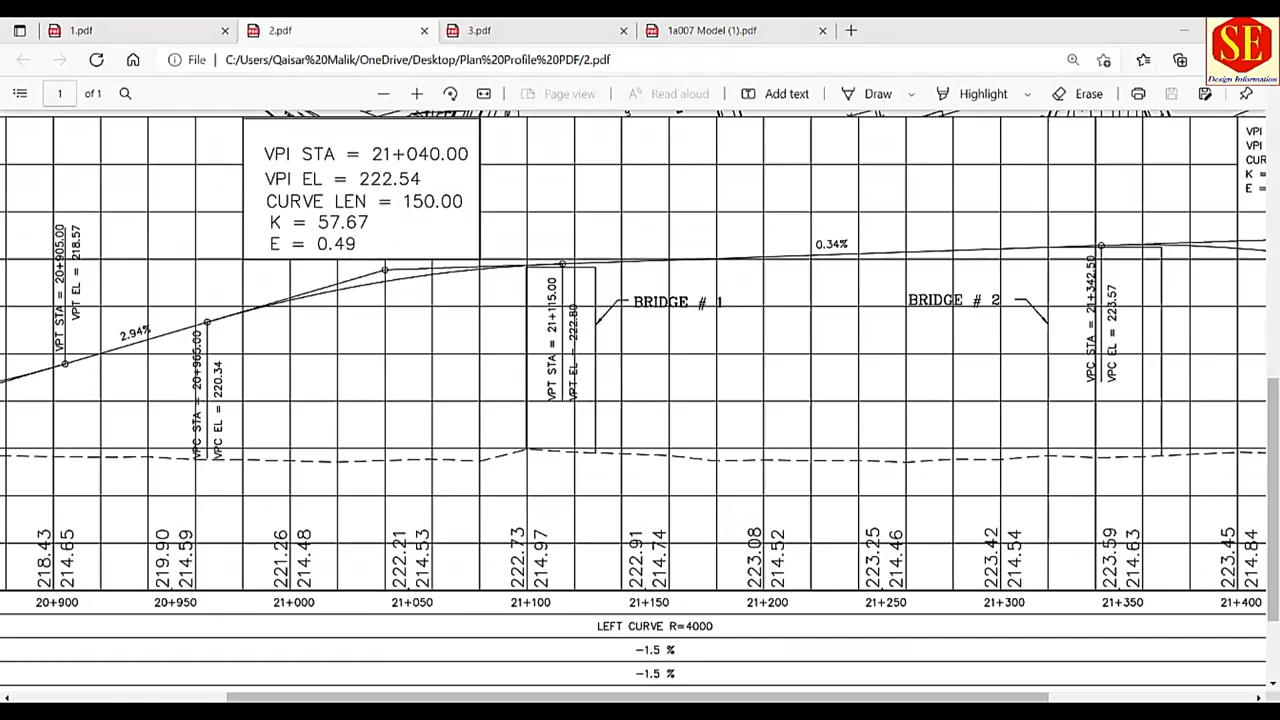 1.pdf
2.pdf
3.pdf
1a007 Model (1).pdf
File
C:/Users/Qaisar%20Malik/OneDrive/Desktop/Plan%20Profile%20PDF/2.pdf
SE
Design Information
1 of 1
Page view
Read aloud
Add text
Draw
Highlight
Erase
VPI STA = 21+040.00
VPI EL = 222.54
CURVE LEN = 150.00
K = 57.67
E = 0.49
VPI
VPI
CUR
K =
E =
VPT STA = 20+905.00
VPT EL = 218.57
2.94%
VPC STA = 20+965.00
VPC EL = 220.34
VPT STA = 21+115.00
VPT EL = 222.80
BRIDGE # 1
0.34%
BRIDGE # 2
VPC STA = 21+342.50
VPC EL = 223.57
218.43 219.90 221.26 222.21 222.73 222.91 223.08 223.25 223.42 223.59 223.45
214.65 214.59 214.48 214.53 214.97 214.74 214.52 214.46 214.54 214.63 214.84
20+900 20+950 21+000 21+050 21+100 21+150 21+200 21+250 21+300 21+350 21+400
LEFT CURVE R=4000
-1.5 %
-1.5 %